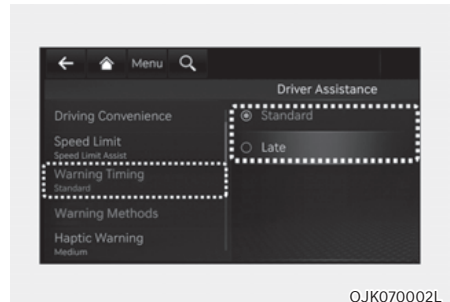 Menu
Driver Assistance
Driving Convenience
Speed Limit
Speed Limit Assist
Warning Timing
Standard
Warning Methods
Haptic Warning
Medium
Standard
Late
OJK070002L